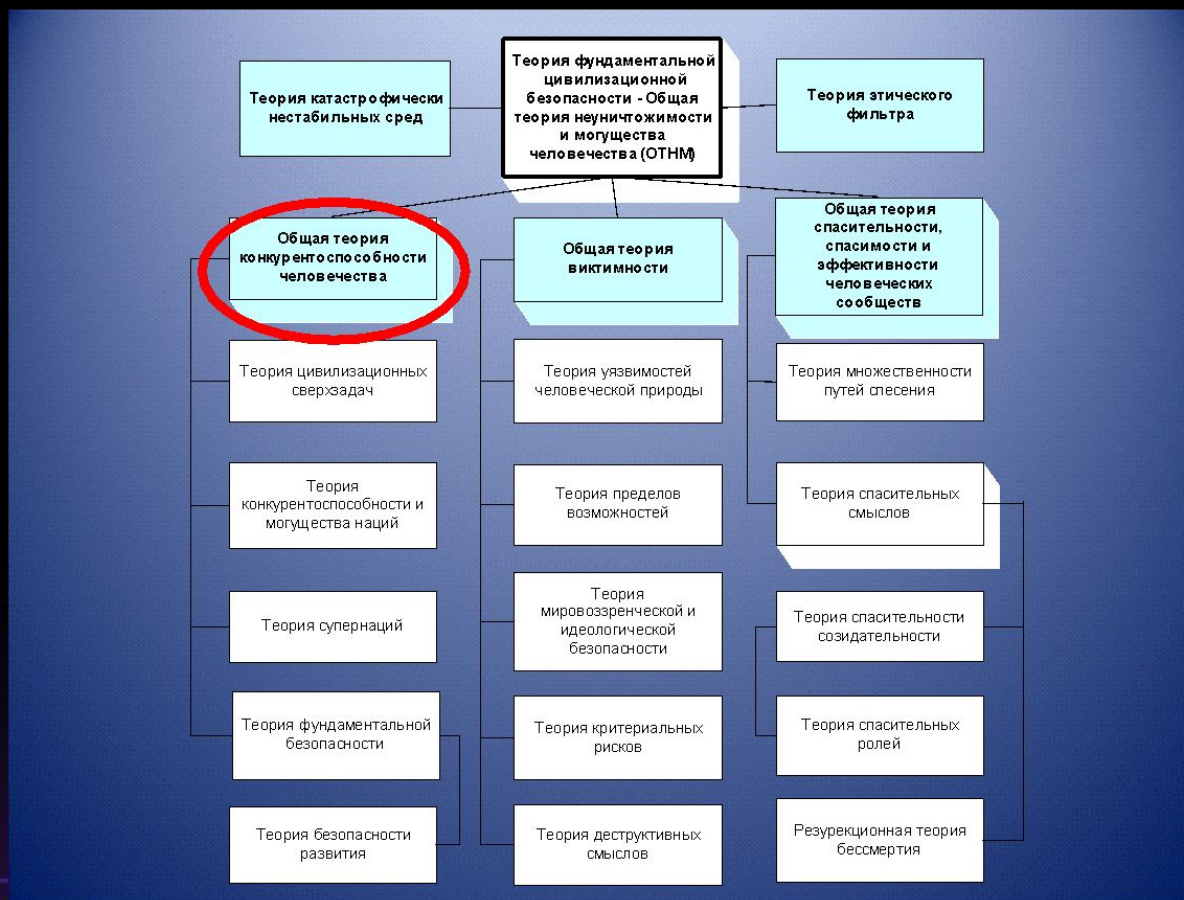 Теория катастрофически
нестабильных сред
Теория фундаментальной
цивилизационной
безопасности - Общая
теория неуничтожимости
и могущества
человечества (ОТНМ)
Теория этического
фильтра
Общая теория
конкурентоспособности
человечества
Общая теория
виктимности
Общая теория
спасительности,
спасимости и
эффективности
человеческих
сообществ
Теория цивилизационных
сверхзадач
Теория уязвимостей
человеческой природы
Теория множественности
путей спесения
Теория
конкурентоспособности и
могущества наций
Теория пределов
возможностей
Теория спасительных
смыслов
Теория супернаций
Теория
мировоззренческой и
идеологической
безопасности
Теория спасительности
созидательности
Теория фундаментальной
безопасности
Теория критериальных
рисков
Теория спасительных
ролей
Теория безопасности
развития
Теория деструктивных
смыслов
Резурекционная теория
бессмертия